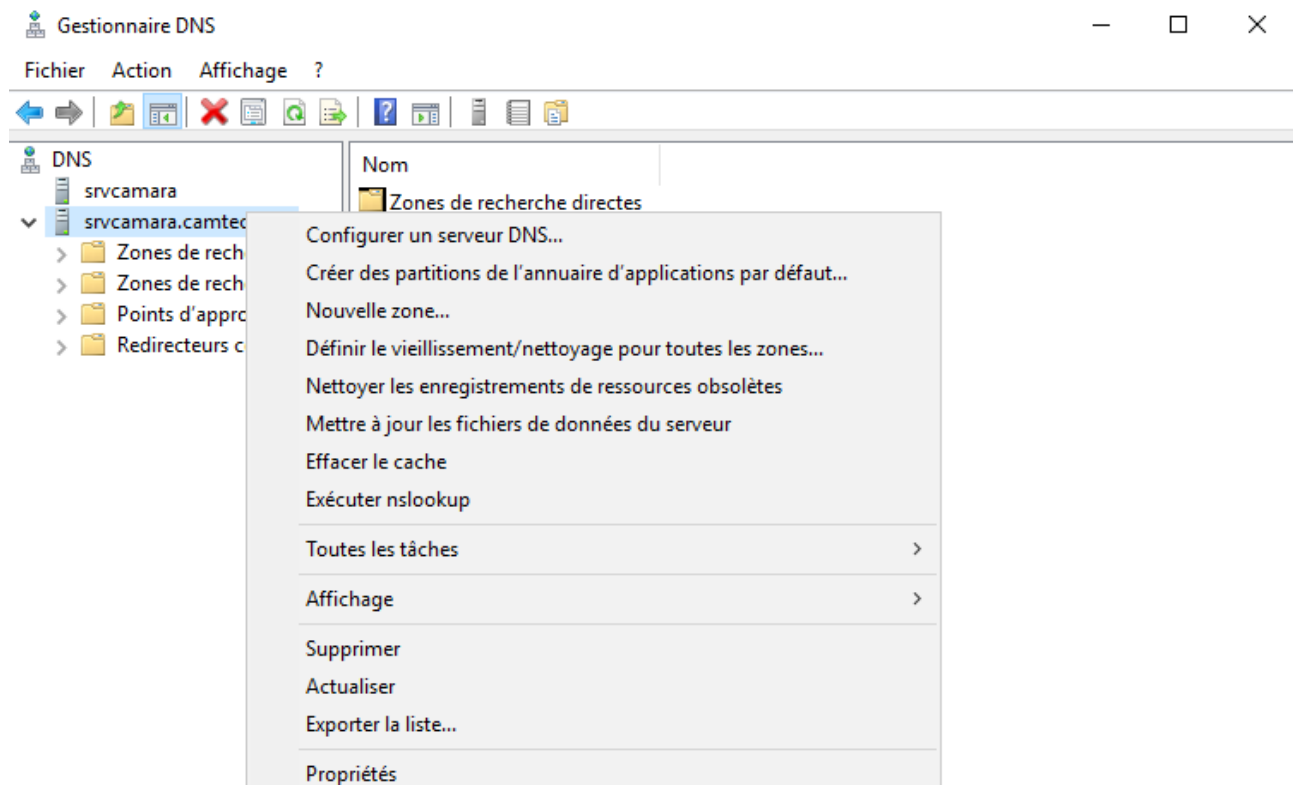 Gestionnaire DNS
Fichier Action Affichage ?
DNS
srvcamara
srvcamara.camtec
Zones de rech
Zones de rech
Points d'appro
Redirecteurs c
Nom
Zones de recherche directes
Configurer un serveur DNS...
Créer des partitions de l'annuaire d'applications par défaut...
Nouvelle zone...
Définir le vieillissement/nettoyage pour toutes les zones...
Nettoyer les enregistrements de ressources obsolètes
Mettre à jour les fichiers de données du serveur
Effacer le cache
Exécuter nslookup
Toutes les tâches
Affichage
Supprimer
Actualiser
Exporter la liste...
Propriétés